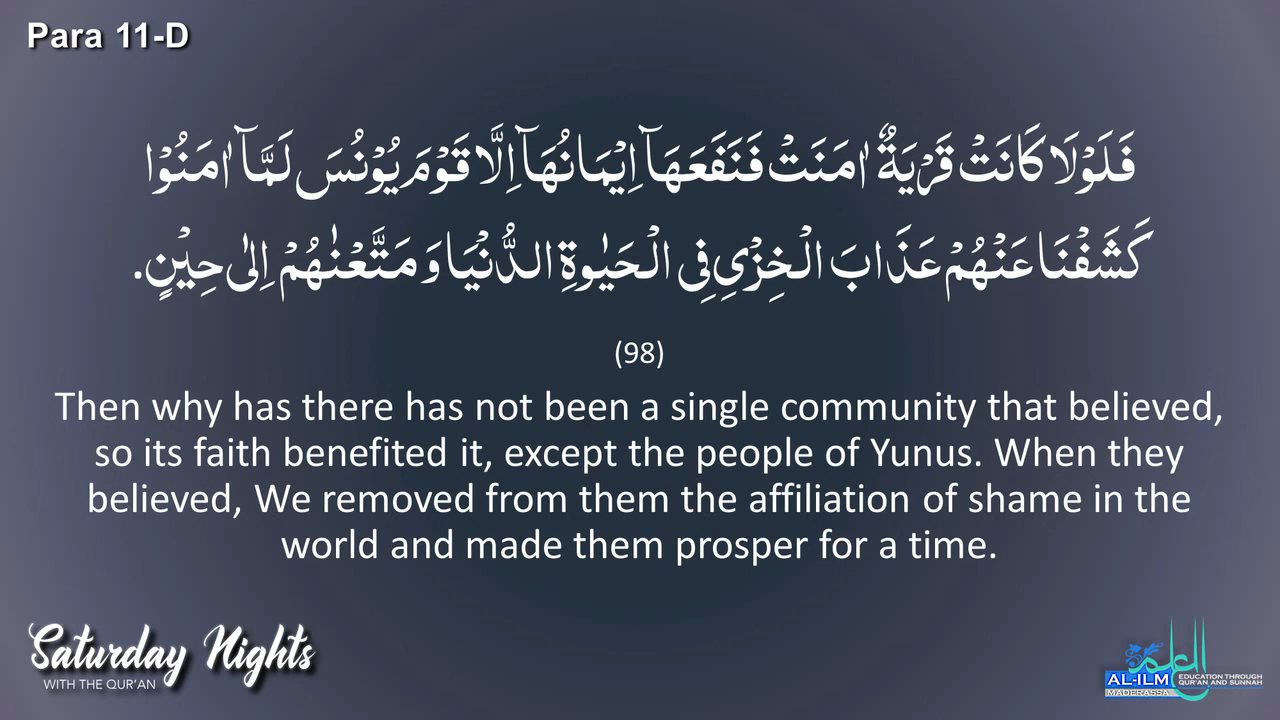 Para 11-D
فَلَوْلَا كَانَتْ قَرْيَةٌ اٰمَنَتْ فَنَفَعَهَآ اِيْمَانُهَآ اِلَّا قَوْمَ يُوْنُسَ لَمَّآ اٰمَنُوْا
كَشَفْنَا عَنْهُمْ عَذَابَ الْخِزْيِ فِى الْحَيٰوةِ الدُّنْيَا وَ مَتَّعْنٰهُمْ اِلٰى حِيْنٍ.
(98)
Then why has there has not been a single community that believed,
so its faith benefited it, except the people of Yunus. When they
believed, We removed from them the affiliation of shame in the
world and made them prosper for a time.
Saturday Nights
WITH THE QUR'AN
العلم
AL-ILM
MADERASSA
EDUCATION THROUGH
QUR'AN AND SUNNAH